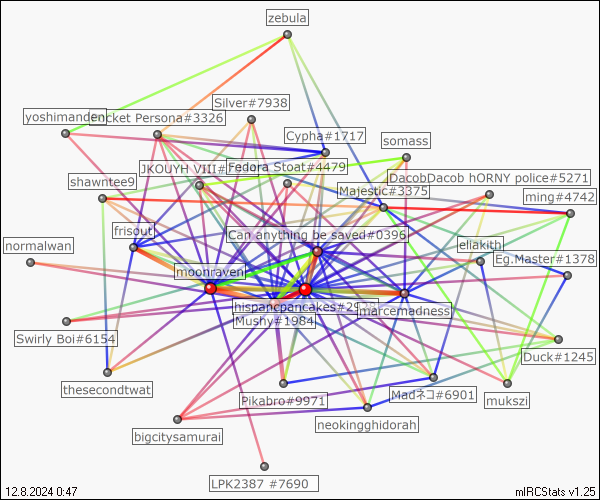 zebula
Silver#7938
yoshimanden
cket Persona#3326
Cypha#1717
somass
JKOUYH VIII#
Fedora Stoat#4479
DacobDacob hORNY police#5271
shawntee9
Majestic#3375
ming#4742
frisout
Can anything be saved#0396
normalwan
eliakith
Eg.Master#1378
moonraven
hispancpancakes#2
marcemadness
Mushy#1984
Swirly Boi#6154
Duck#1245
thesecondtwat
Pikabro#9971
Madネコ#6901
mukszi
neokingghidorah
bigcitysamurai
LPK2387 #7690
12.8.2024 0:47
mIRCStats v1.25